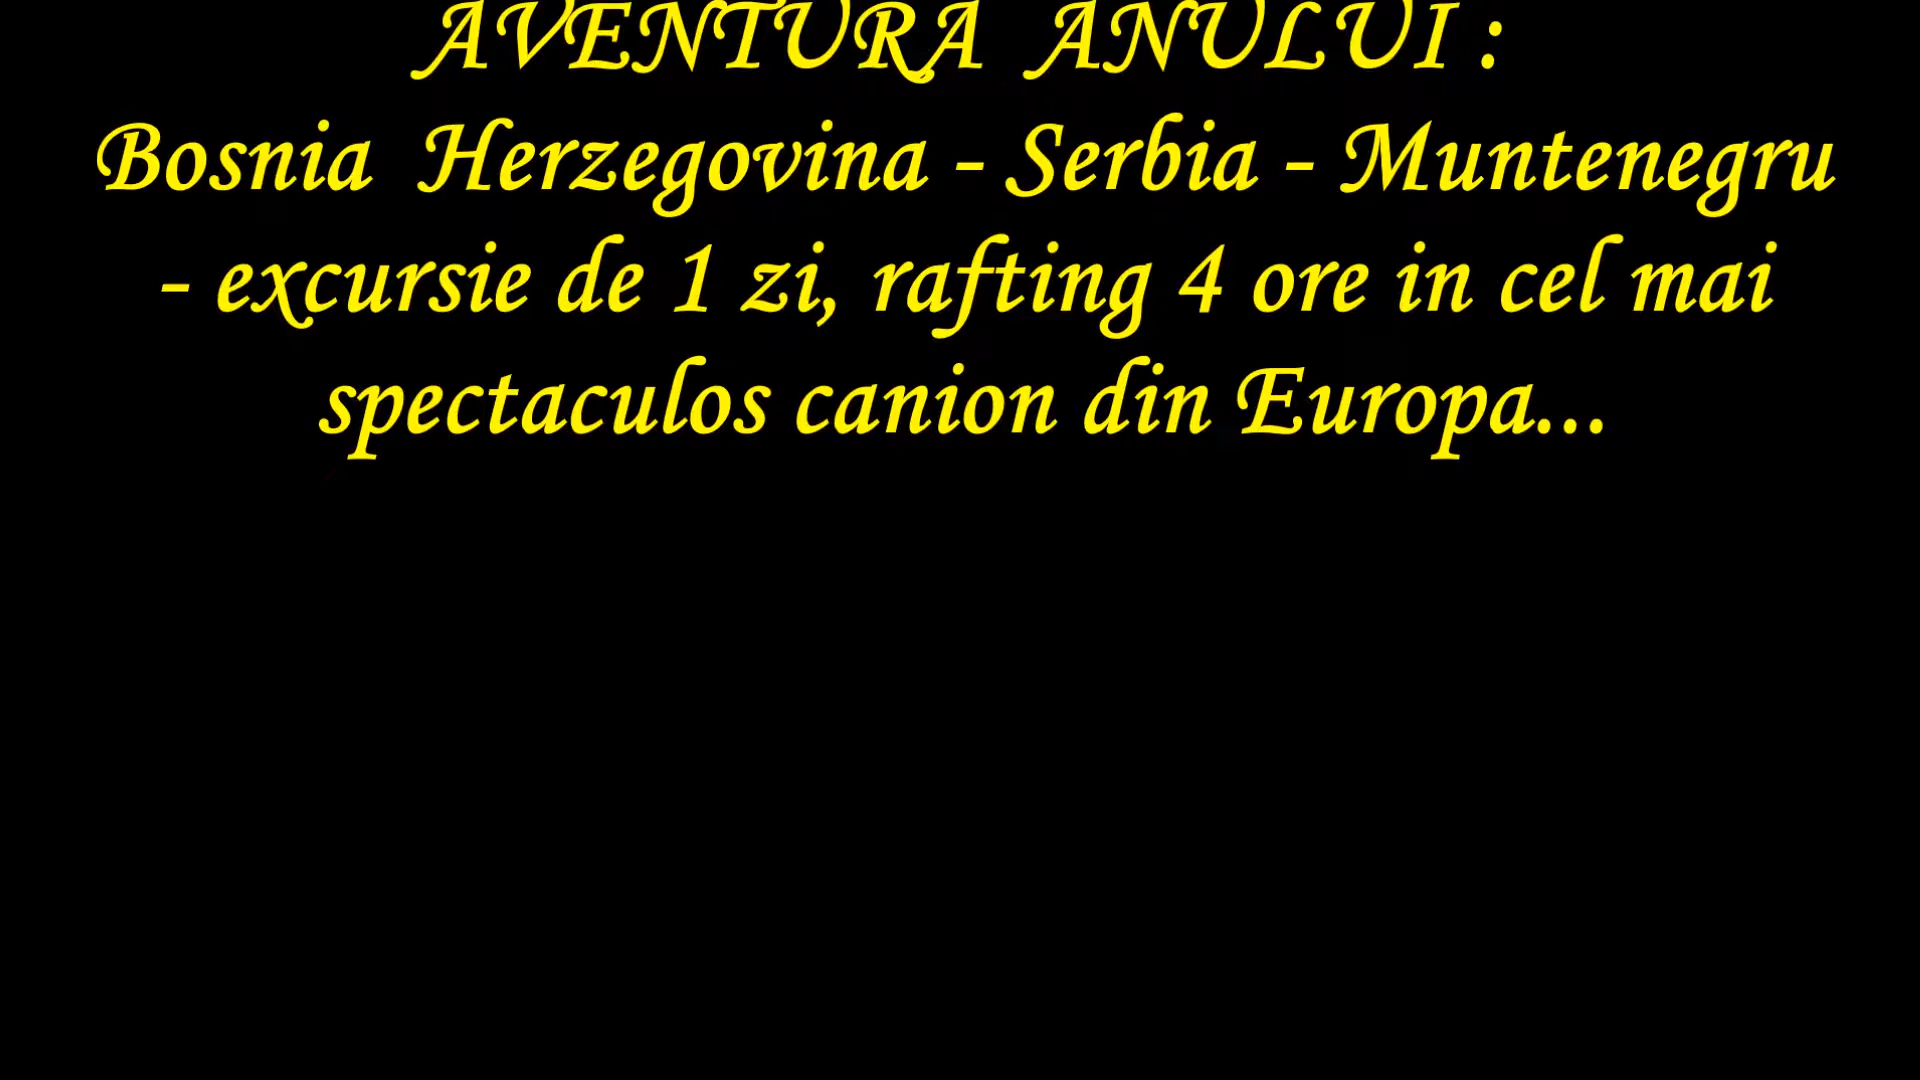 AVENTURA ANULUI :
Bosnia Herzegovina - Serbia - Muntenegru
- excursie de 1 zi, rafting 4 ore in cel mai
spectaculos canion din Europa...